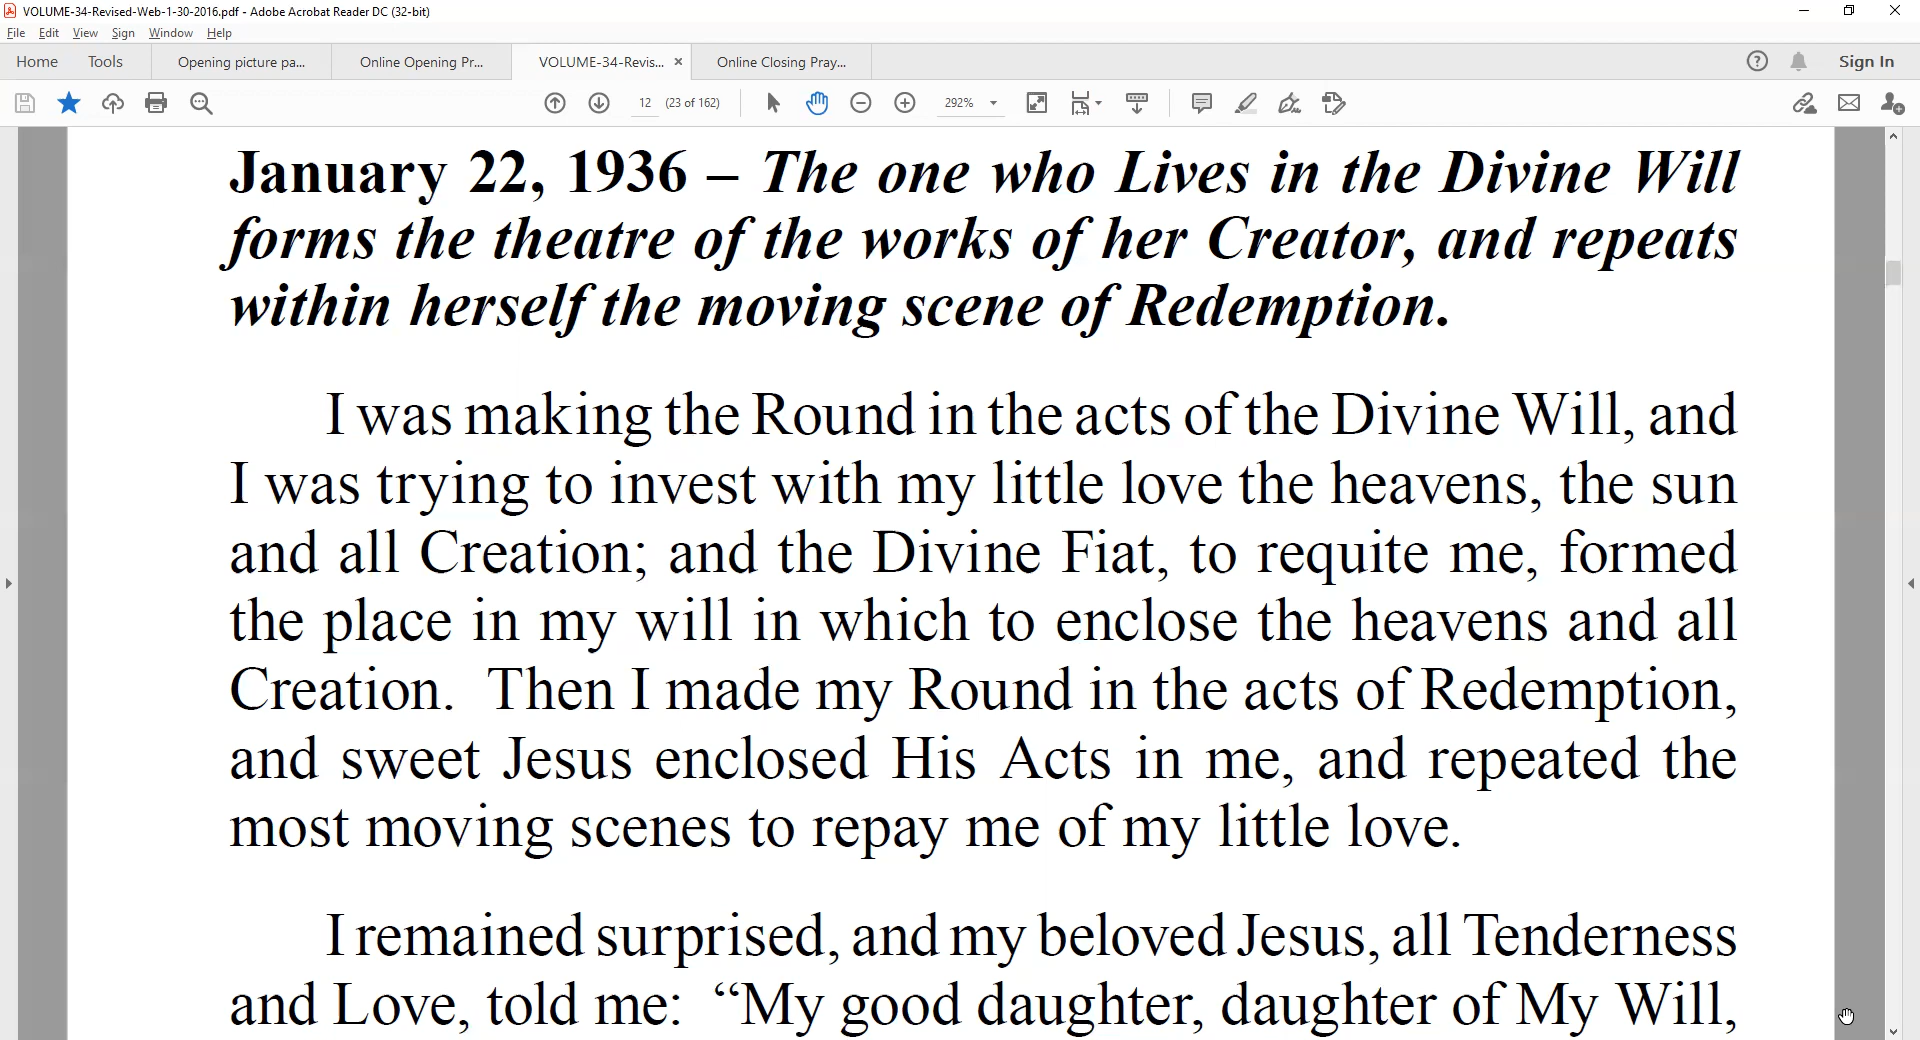 VOLUME-34-Revised-Web-1-30-2016.pdf - Adobe Acrobat Reader DC (32-bit)
File Edit View Sign Window Help
Home Tools Opening picture pa... Online Opening Pr... VOLUME-34-Revis... × Online Closing Pray... Sign In
12 (23 of 162) 292%
January 22, 1936 – The one who Lives in the Divine Will
forms the theatre of the works of her Creator, and repeats
within herself the moving scene of Redemption.
I was making the Round in the acts of the Divine Will, and
I was trying to invest with my little love the heavens, the sun
and all Creation; and the Divine Fiat, to requite me, formed
the place in my will in which to enclose the heavens and all
Creation. Then I made my Round in the acts of Redemption,
and sweet Jesus enclosed His Acts in me, and repeated the
most moving scenes to repay me of my little love.
I remained surprised, and my beloved Jesus, all Tenderness
and Love, told me: “My good daughter, daughter of My Will,